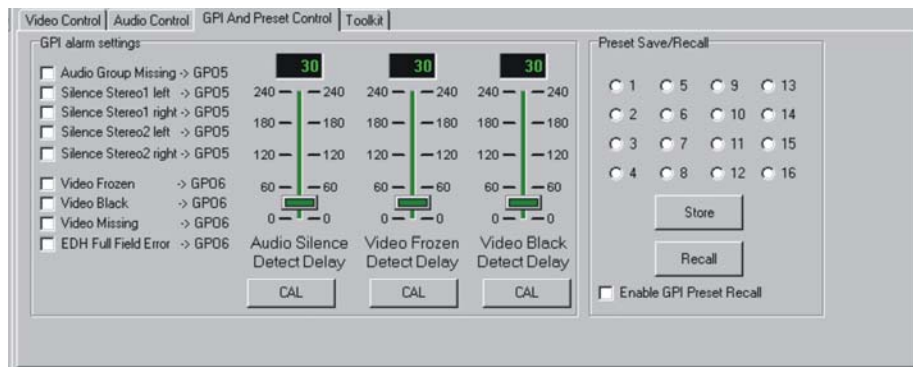 Video Control Audio Control GPI And Preset Control Toolkit
GPI alarm settings
Audio Group Missing -> GPO5
Silence Stereo1 left -> GPO5
Silence Stereo1 right -> GPO5
Silence Stereo2 left -> GPO5
Silence Stereo2 right -> GPO5
Video Frozen -> GPO6
Video Black -> GPO6
Video Missing -> GPO6
EDH Full Field Error -> GPO6
30 30 30
240 240 240 240 240 240
180 180 180 180 180 180
120 120 120 120 120 120
60 60 60 60 60 60
0 0 0 0 0 0
Audio Silence Detect Delay
Video Frozen Detect Delay
Video Black Detect Delay
CAL CAL CAL
Preset Save/Recall
1 5 9 13
2 6 10 14
3 7 11 15
4 8 12 16
Store
Recall
Enable GPI Preset Recall